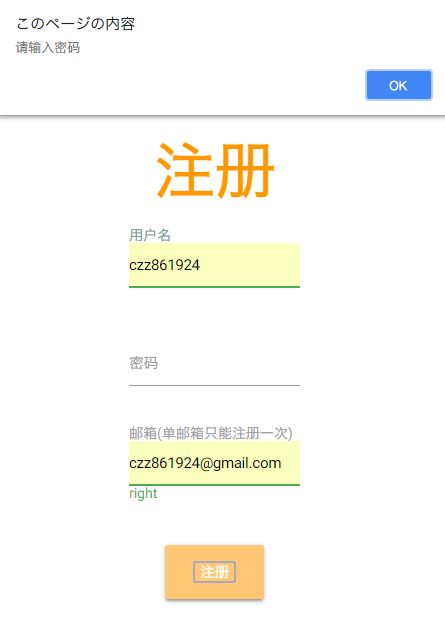 このページの内容
请输入密码
OK
注册
用户名
czz861924
密码
邮箱(单邮箱只能注册一次)
czz861924@gmail.com
right
注册